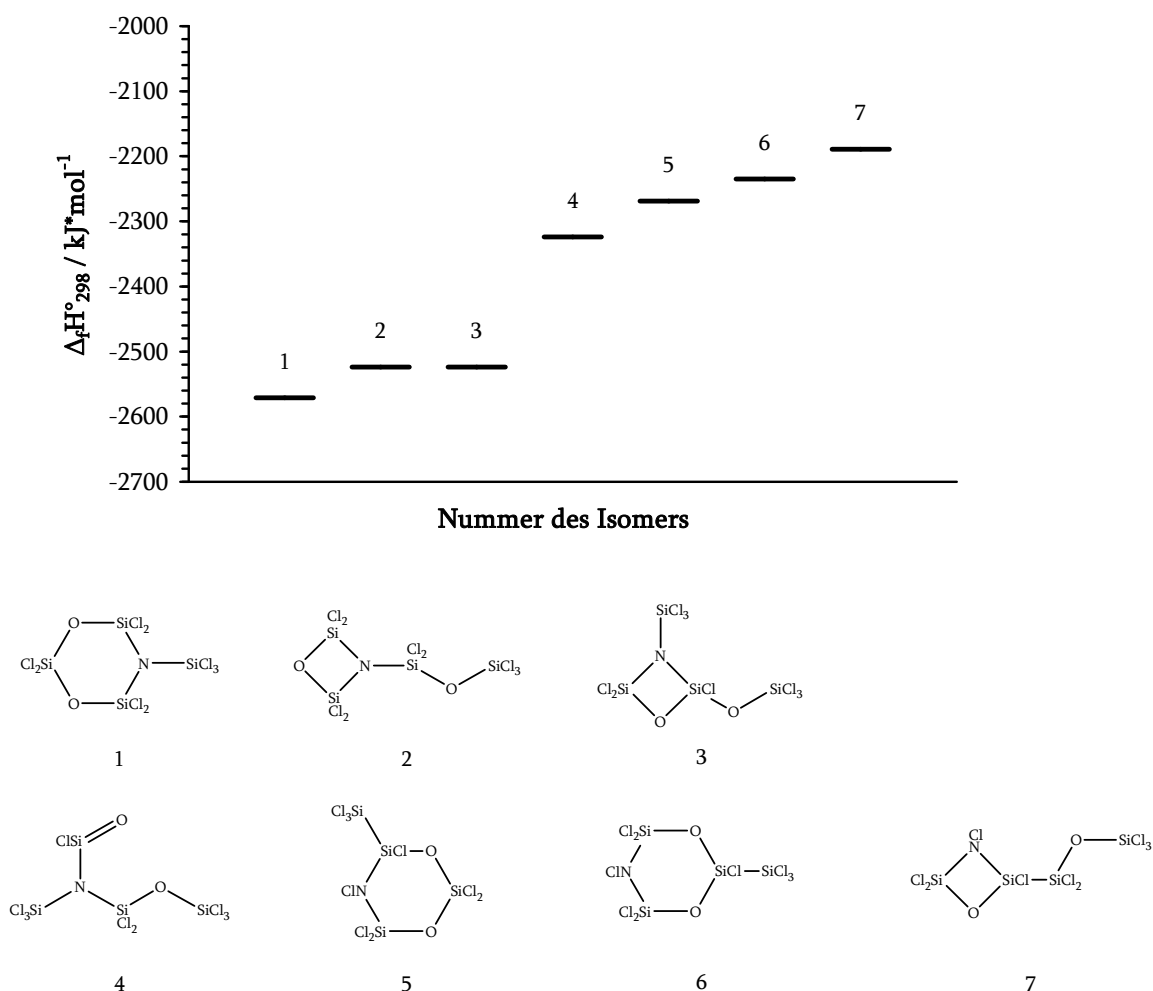 -2000
-2100
-2200
-2300
-2400
-2500
-2600
-2700
ΔfH°298 / kJ*mol-1
1
2
3
4
5
6
7
Nummer des Isomers
O SiCl2
Cl2Si N SiCl3
O SiCl2
1
Cl2
Si
O N Si Cl2 SiCl3
O
Si
Cl2
2
SiCl3
N
Cl2Si SiCl SiCl3
O O
3
O
ClSi
N O
Cl3Si Si SiCl3
Cl2
4
Cl3Si
SiCl O
ClN SiCl2
Cl2Si O
5
Cl2Si O
ClN SiCl SiCl3
Cl2Si O
6
Cl
N O SiCl3
Cl2Si SiCl SiCl2
O
7